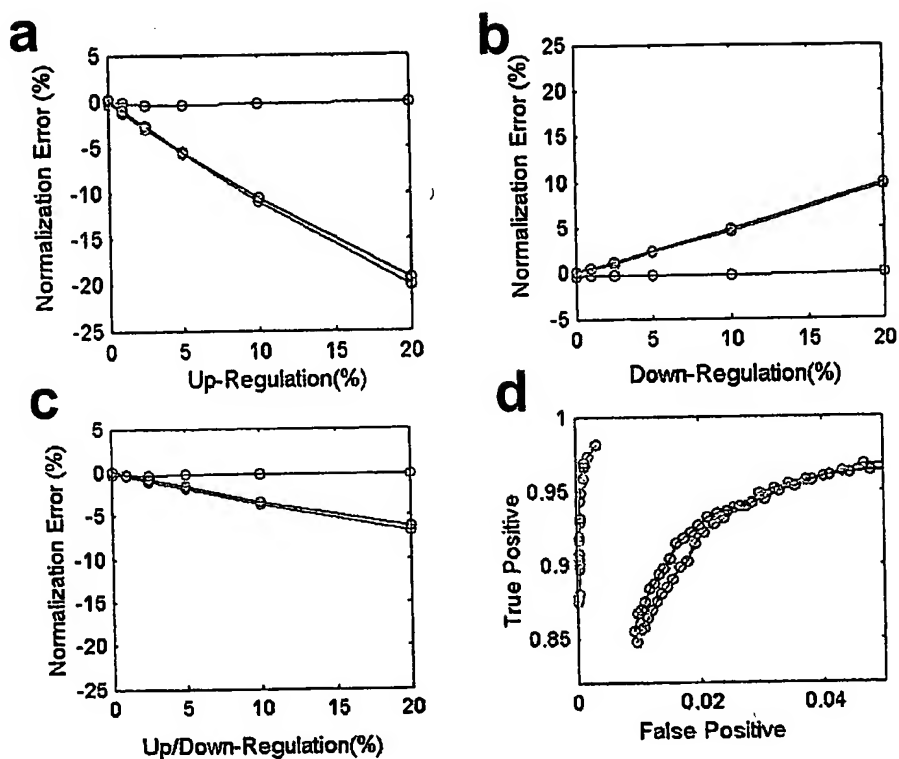 a
Normalization Error (%)
5
0
-5
-10
-15
-20
-25
0 5 10 15 20
Up-Regulation(%)
b
Normalization Error (%)
25
20
15
10
5
0
-5
0 5 10 15 20
Down-Regulation(%)
c
Normalization Error (%)
5
0
-5
-10
-15
-20
-25
0 5 10 15 20
Up/Down-Regulation(%)
d
True Positive
1
0.95
0.9
0.85
0 0.02 0.04
False Positive